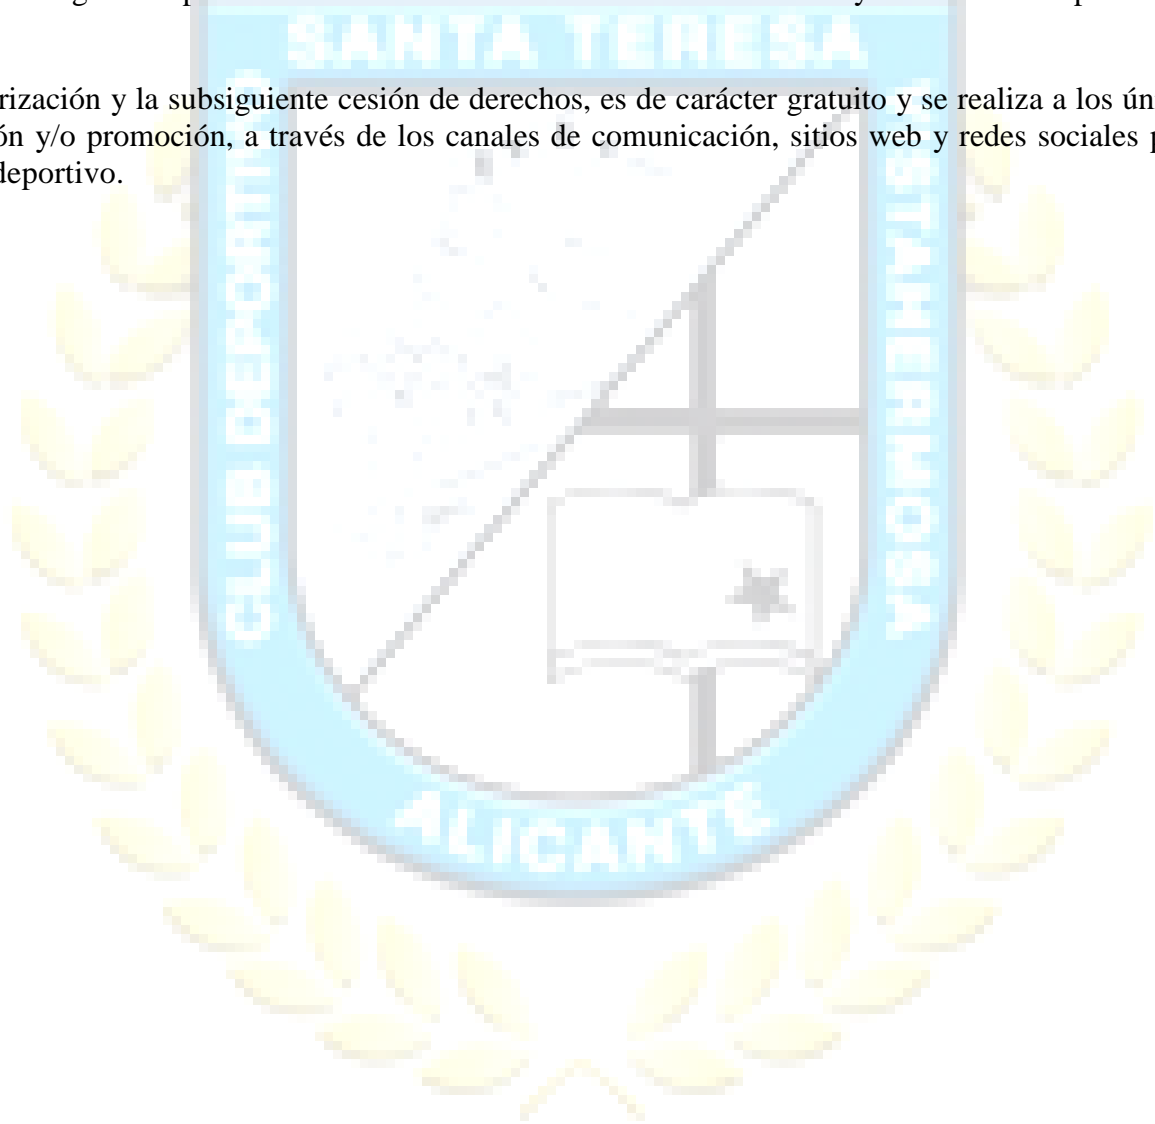 SANTA TERESA
rización y la subsiguiente cesión de derechos, es de carácter gratuito y se realiza a los ún
ón y/o promoción, a través de los canales de comunicación, sitios web y redes sociales p
deportivo.
CLUB DEPORTIVO
VISTAHERMOSA
ALICANTE